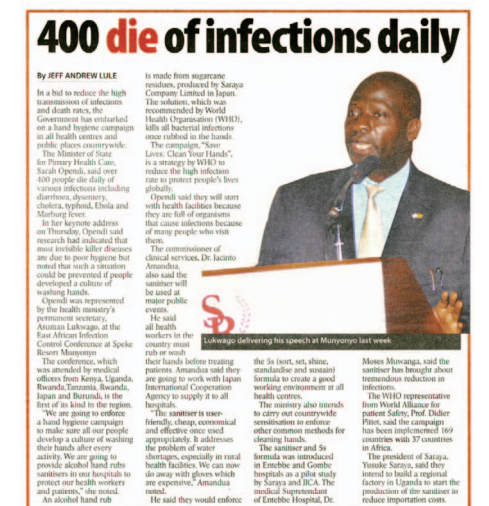 400 die of infections daily
By JEFF ANDREW LULE
In a bid to reduce the high
transmission of infections
and death rates, the
Government has embarked
on a hand hygiene campaign
in all health centres and
public places countrywide.
The Minister of State
for Pimary Health Care,
Sarah Opendi, said over
400 people die daily of
various infections including
diarrhoea, dysentery,
cholera, typhoid, Ebola and
Marburg fever.
In her keynote address
on Thursday, Opendi said
research had indicated that
most invisible killer diseases
are due to poor hygiene but
noted that such a situation
could be prevented if people
developed a culture of
washing hands.
Opendi was represented
by the health ministry's
permanent secretary,
Asuman Lukwago, at the
East African Infection
Control Conference at Speke
Resort Munyonyo
The conference, which
was attended by medical
officers from Kenya, Uganda,
Rwanda,Tanzania, Rwanda,
Japan and Burundi, is the
first of its kind in the region.
"We are going to enforce
a hand hygiene campaign
to make sure all our people
develop a culture of washing
their hands after every
activity. We are going to
provide alcohol hand rubs
sanitisers in our hospitals to
protect our health workers
and patients," she noted.
An alcohol hand rub
is made from sugarcane
residues, produced by Saraya
Company Limited in Japan.
The solution, which was
recommended by World
Health Organisation (WHO),
kills all bacterial infections
once rubbed in the hands.
The campaign, "Save
Lives: Clean Your Hands",
is a strategy by WHO to
reduce the high infection
rate to protect people's lives
globally.
Opendi said they will start
with health facilities because
they are full of organisms
that cause infections because
of many people who visit
them.
The commissioner of
clinical services, Dr. Jacinto
Amandua,
also said the
sanitiser will
be used at
major public
events.
He said
all health
workers in the
country must
rub or wash
their hands before treating
patients. Amandua said they
are going to work with Japan
International Cooperation
Agency to supply it to all
hospitals.
"The sanitiser is user-
friendly, cheap, economical
and effective once used
appropriately. It addresses
the problem of water
shortages, especially in rural
health facilities. We can now
do away with gloves which
are expensive," Amandua
noted.
He said they would enforce
Lukwago delivering his speech at Munyonyo last week
the 5s (sort, set, shine,
standardise and sustain)
formula to create a good
working environment at all
health centres.
The ministry also intends
to carry out countrywide
sensitisation to enforce
other common methods for
cleaning hands.
The sanitiser and 5s
formula was introduced
in Entebbe and Gombe
hospitals as a pilot study
by Saraya and JICA. The
medical Supretendant
of Entebbe Hospital, Dr.
Moses Muwanga, said the
sanitiser has brought about
tremendous reduction in
infections.
The WHO representative
from World Alliance for
patient Safety, Prof. Didier
Pittet, said the campaign
has been implemented 169
countries with 37 countries
in Africa.
The president of Saraya,
Yusuke Saraya, said they
intend to build a regional
factory in Uganda to start the
production of the sanitiser to
reduce importation costs.